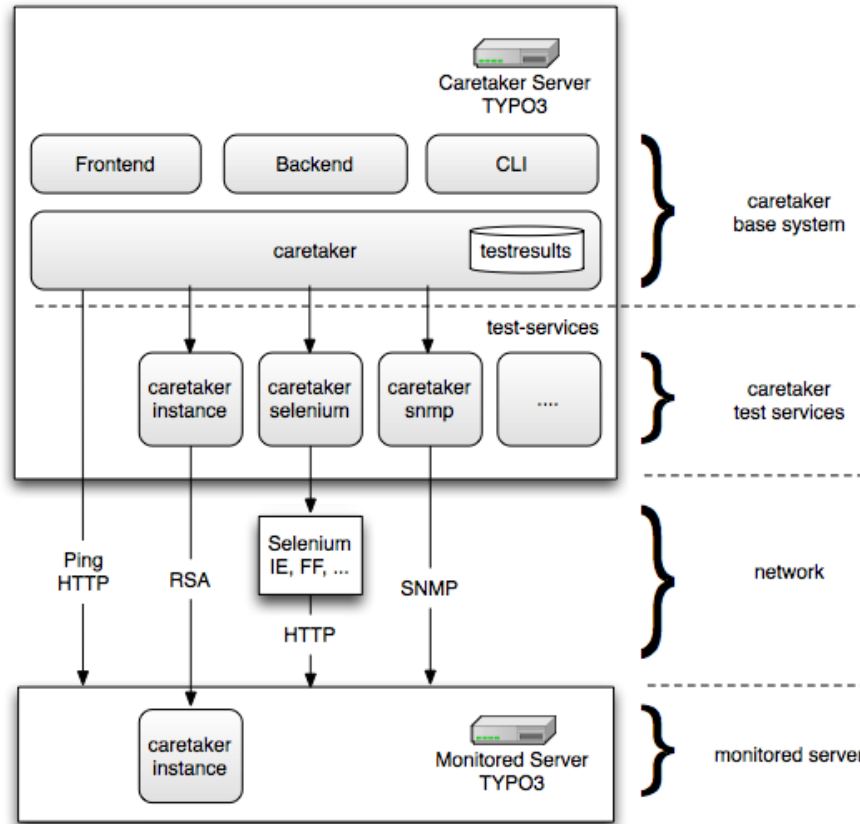 Caretaker Server
TYPO3
Frontend
Backend
CLI
caretaker
base system
caretaker
testresults
test-services
caretaker
instance
caretaker
selenium
caretaker
snmp
....
caretaker
test services
Ping
HTTP
RSA
Selenium
IE, FF, ...
HTTP
SNMP
network
caretaker
instance
Monitored Server
TYPO3
monitored server